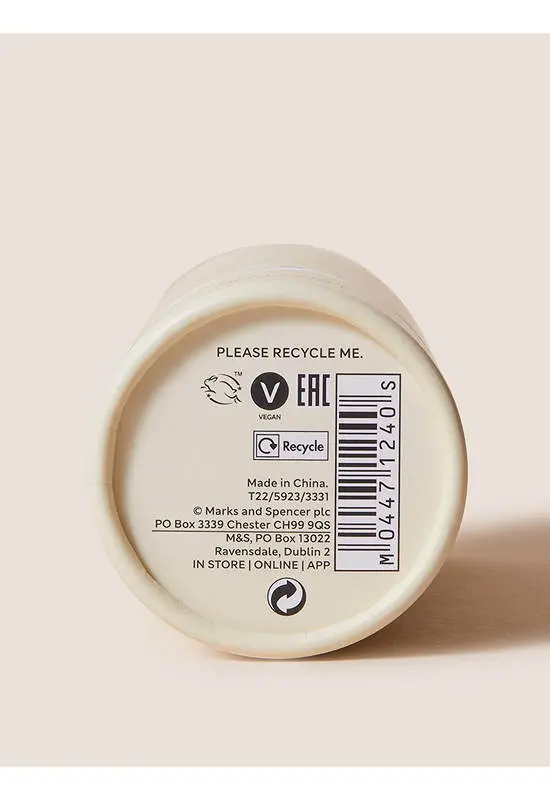 PLEASE RECYCLE ME.
TM
V
EAC
VEGAN
Recycle
Made in China.
T22/5923/3331
© Marks and Spencer plc
PO Box 3339 Chester CH99 9QS
M&S, PO Box 13022
Ravensdale, Dublin 2
IN STORE | ONLINE | APP
M04471240S